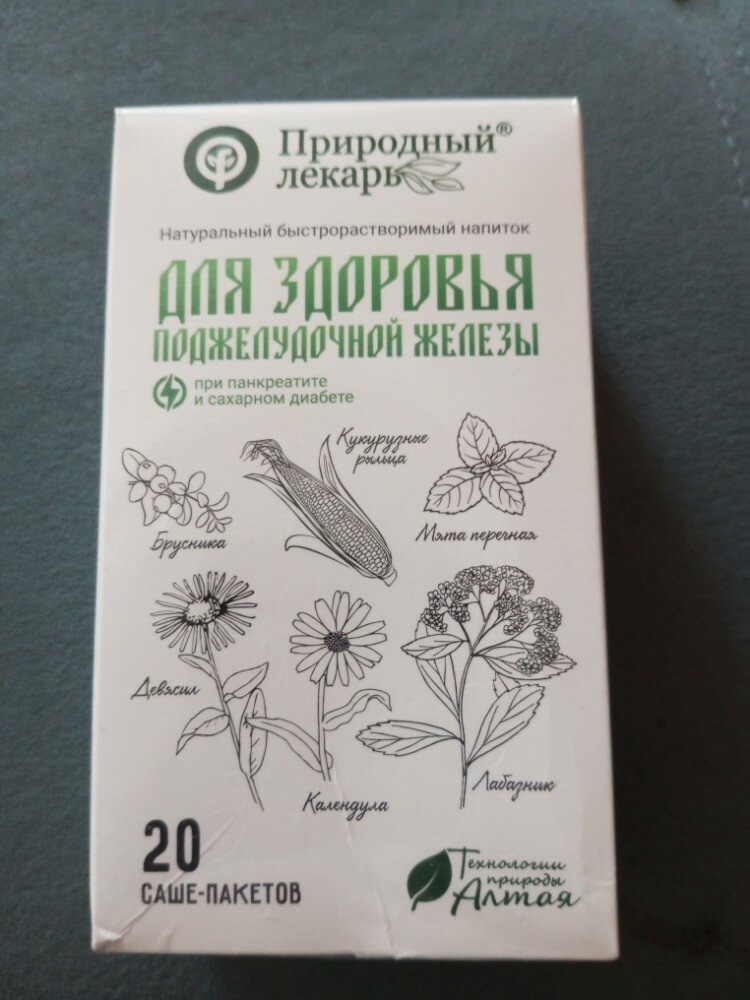 Природный®
лекарь
Натуральный быстрорастворимый напиток
ДЛЯ ЗДОРОВЬЯ
ПОДЖЕЛУДОЧНОЙ ЖЕЛЕЗЫ
при панкреатите
и сахарном диабете
Кукурузные
рыльца
Брусника
Мята перечная
Девясил
Календула
Лабазник
20
САШЕ-ПАКЕТОВ
Технологии
природы
Алтая